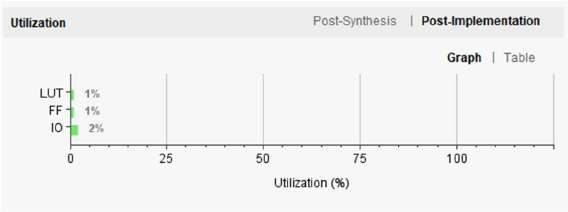 Utilization Post-Synthesis | Post-Implementation
Graph | Table
LUT 1%
FF 1%
IO 2%
0 25 50 75 100
Utilization (%)